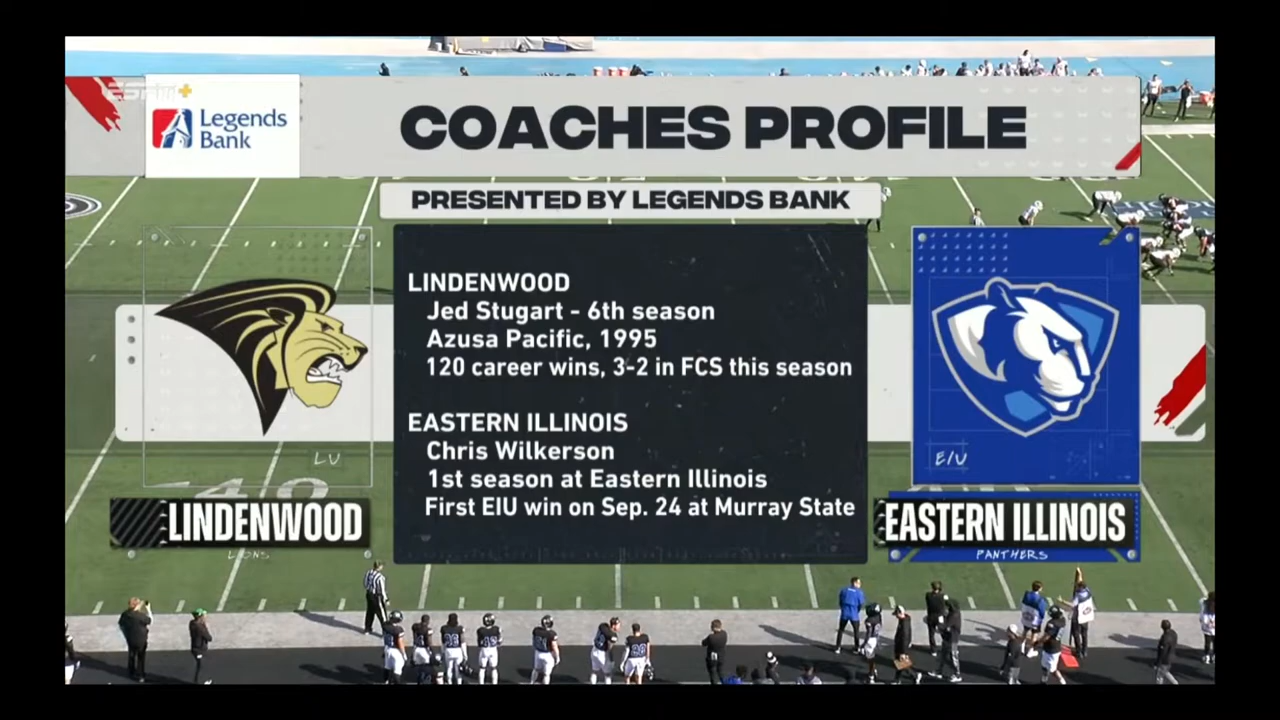 ESPN+
Legends
Bank
COACHES PROFILE
PRESENTED BY LEGENDS BANK
LINDENWOOD
Jed Stugart - 6th season
Azusa Pacific, 1995
120 career wins, 3-2 in FCS this season
EASTERN ILLINOIS
Chris Wilkerson
1st season at Eastern Illinois
First EIU win on Sep. 24 at Murray State
LU
LINDENWOOD
LIONS
E/U
EASTERN ILLINOIS
PANTHERS
40